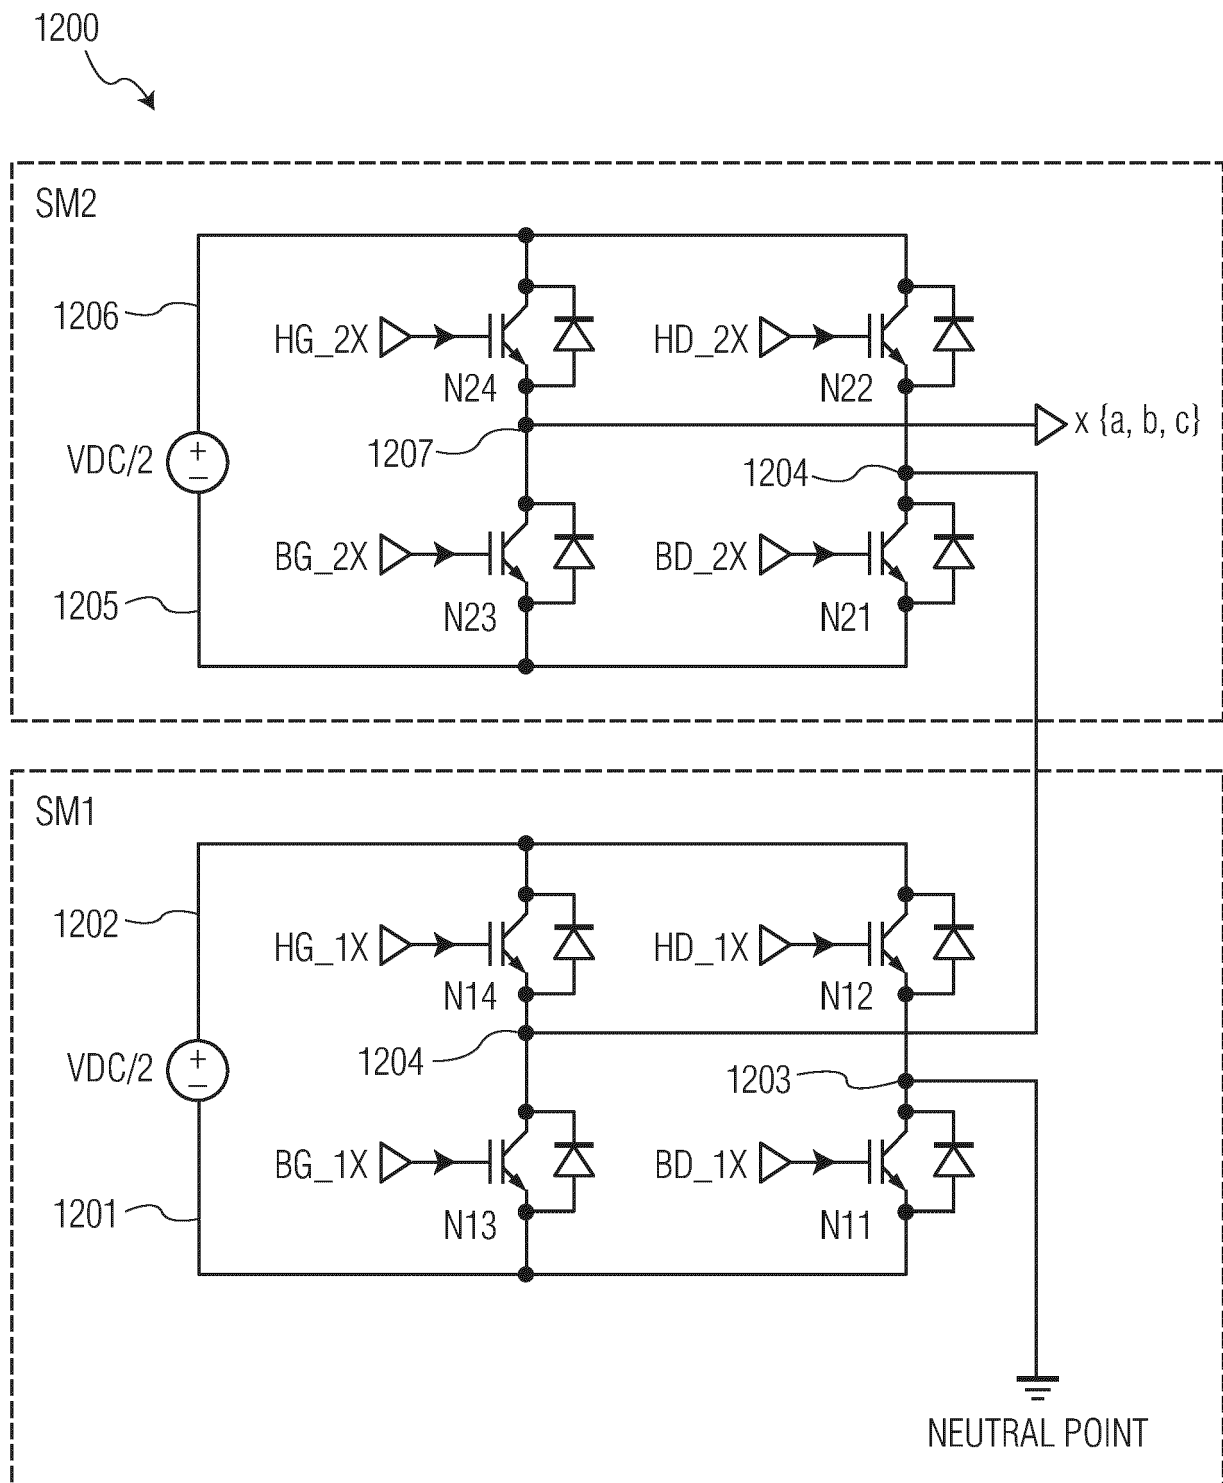 1200
SM2
1206
HG_2X
N24
HD_2X
N22
x {a, b, c}
1207
VDC/2
+
−
1204
BG_2X
N23
BD_2X
N21
1205
SM1
1202
HG_1X
N14
HD_1X
N12
1204
VDC/2
+
−
1203
BG_1X
N13
BD_1X
N11
1201
NEUTRAL POINT